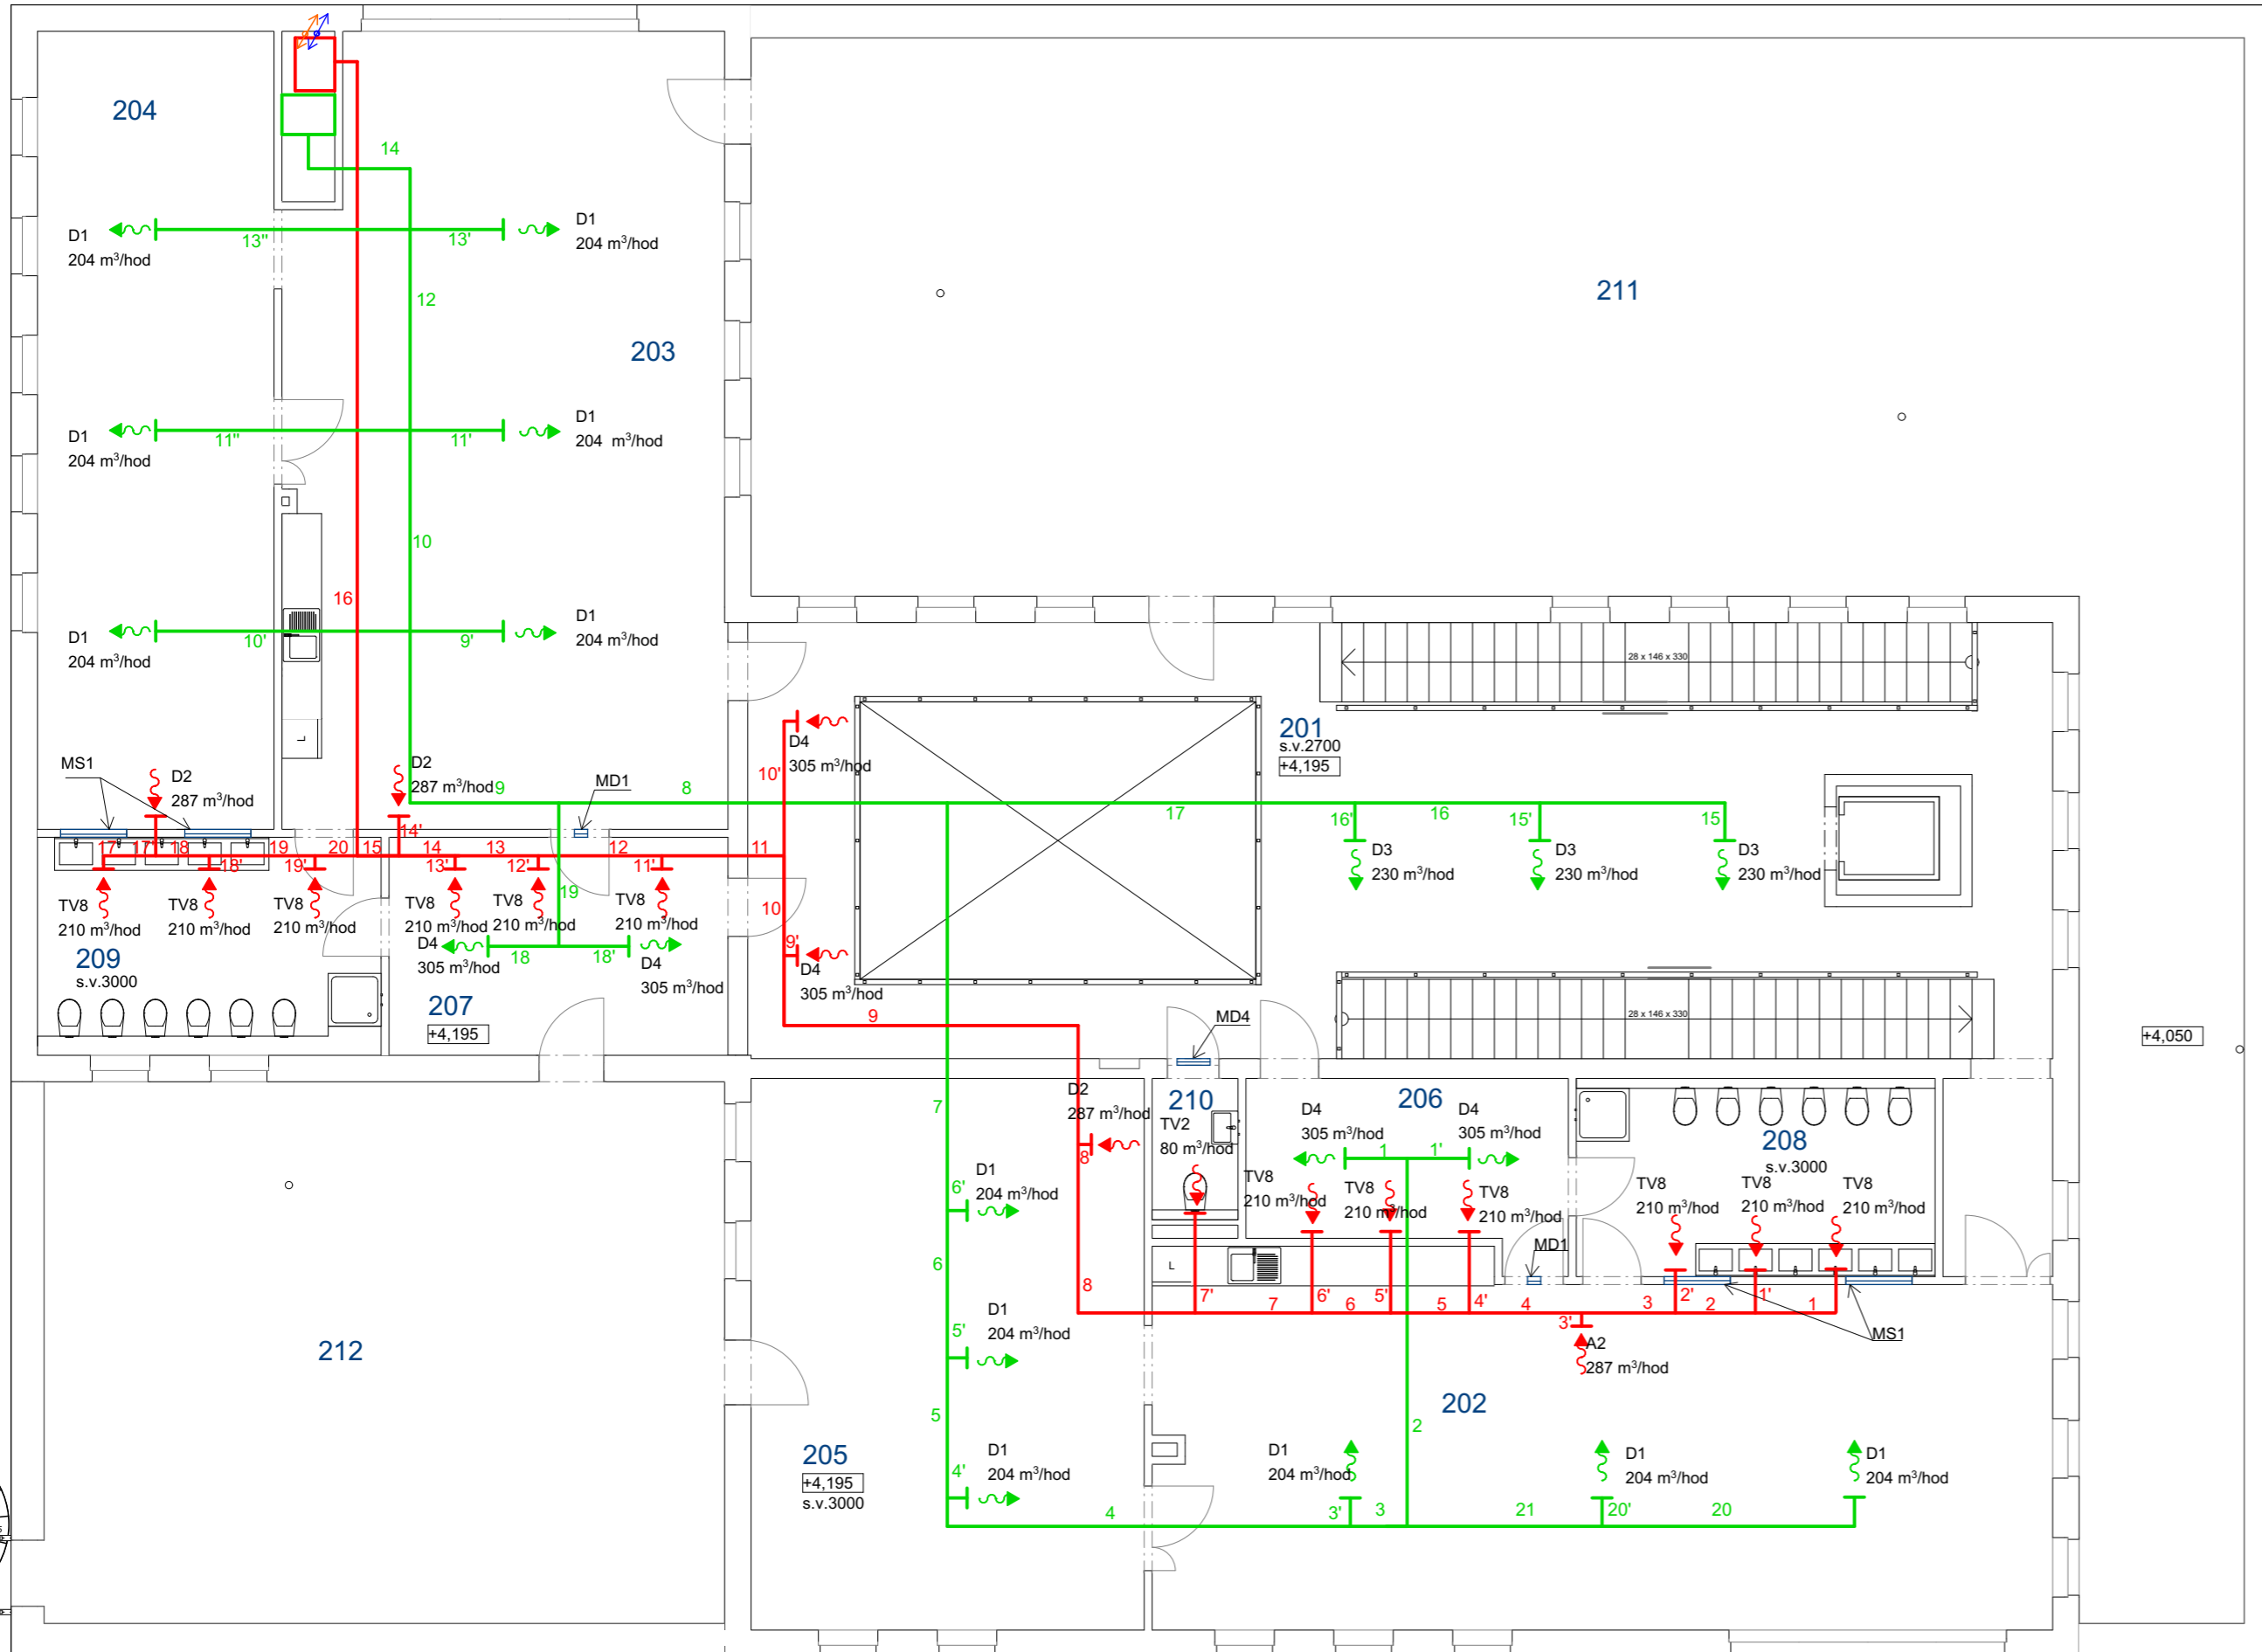 204
14
D1
204 m³/hod
13"
13'
D1
204 m³/hod
12
203
211
D1
204 m³/hod
11"
11'
D1
204 m³/hod
10
16
D1
204 m³/hod
10'
9'
D1
204 m³/hod
28 x 146 x 330
L
MS1
D2
287 m³/hod
D2
287 m³/hod
9
MD1
8
D4
305 m³/hod
10'
201
s.v.2700
+4,195
17
16'
16
15'
15
D3
230 m³/hod
D3
230 m³/hod
D3
230 m³/hod
17
17'
18
18'
19
19'
20
15
14'
14
13'
13
12'
12
11'
11
TV8
210 m³/hod
TV8
210 m³/hod
TV8
210 m³/hod
TV8
210 m³/hod
TV8
210 m³/hod
TV8
210 m³/hod
19
10
9'
D4
305 m³/hod
18
18'
D4
305 m³/hod
D4
305 m³/hod
209
s.v.3000
207
+4,195
9
MD4
28 x 146 x 330
+4,050
7
D2
287 m³/hod
8'
210
TV2
80 m³/hod
D4
305 m³/hod
206
D4
305 m³/hod
1
1'
208
s.v.3000
TV8
210 m³/hod
TV8
210 m³/hod
TV8
210 m³/hod
TV8
210 m³/hod
TV8
210 m³/hod
TV8
210 m³/hod
6'
D1
204 m³/hod
6
L
MD1
8
7'
7
6'
6
5'
5
4'
4
3'
3
2'
2
1'
1
MS1
A2
287 m³/hod
5'
D1
204 m³/hod
212
5
2
202
205
+4,195
s.v.3000
4'
D1
204 m³/hod
D1
204 m³/hod
D1
204 m³/hod
D1
204 m³/hod
4
3'
3
21
20'
20